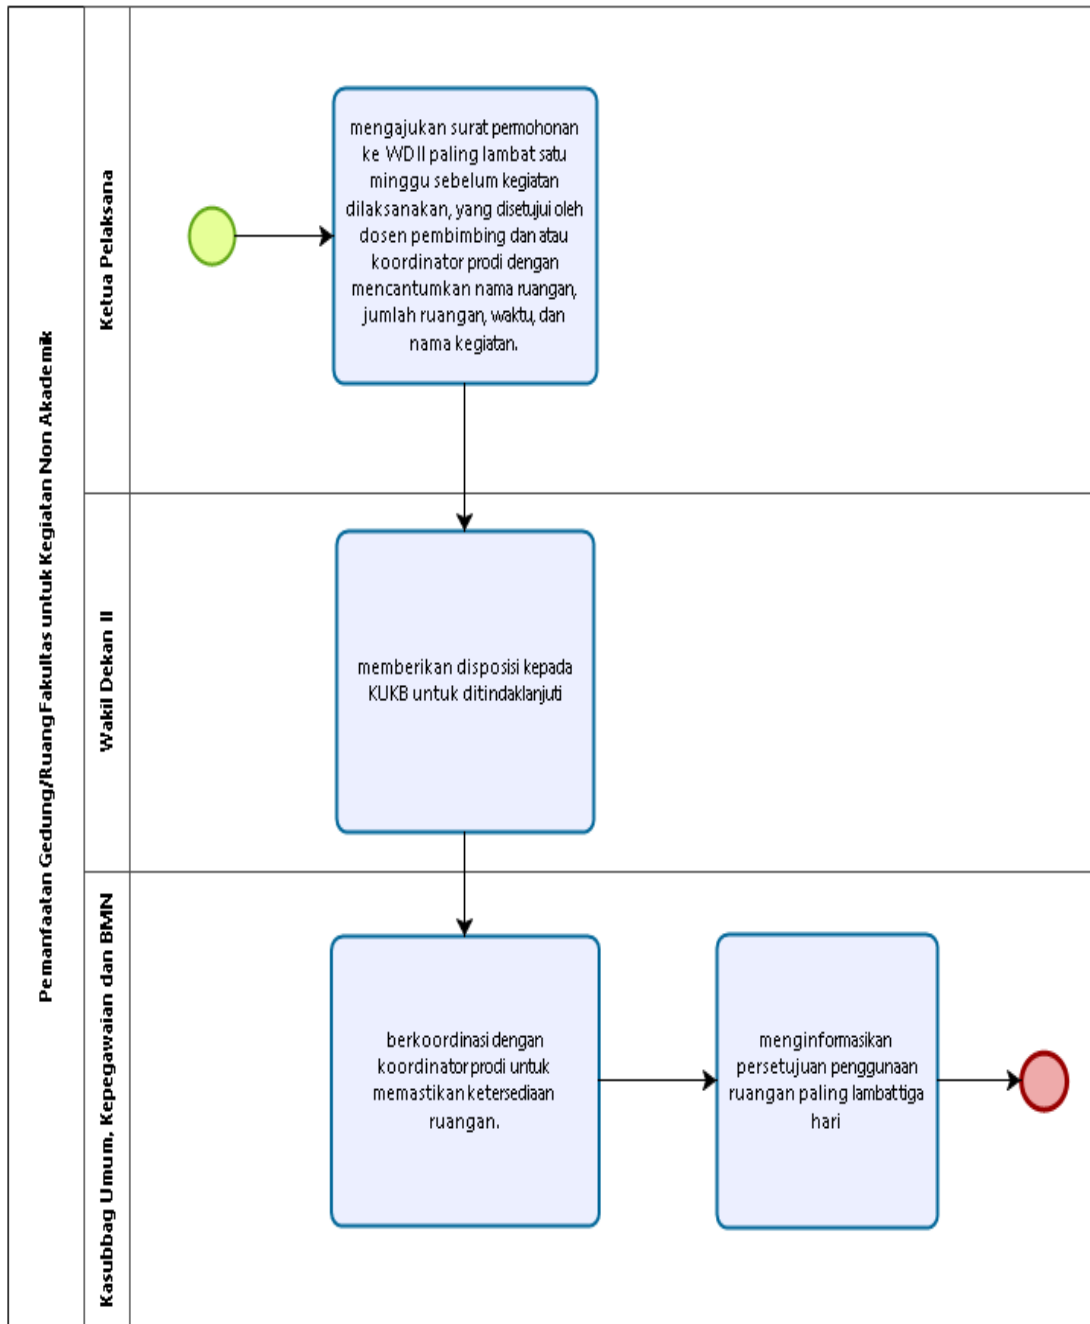 Pemanfaatan Gedung/Ruang Fakultas untuk Kegiatan Non Akademik
Ketua Pelaksana
mengajukan surat permohonan
ke WD II paling lambat satu
minggu sebelum kegiatan
dilaksanakan, yang disetujui oleh
dosen pembimbing dan atau
koordinator prodi dengan
mencantumkan nama ruangan,
jumlah ruangan, waktu, dan
nama kegiatan.
Wakil Dekan II
memberikan disposisi kepada
KUKB untuk ditindaklanjuti
Kasubbag Umum, Kepegawaian dan BMN
berkoordinasi dengan
koordinator prodi untuk
memastikan ketersediaan
ruangan.
menginformasikan
persetujuan penggunaan
ruangan paling lambat tiga
hari